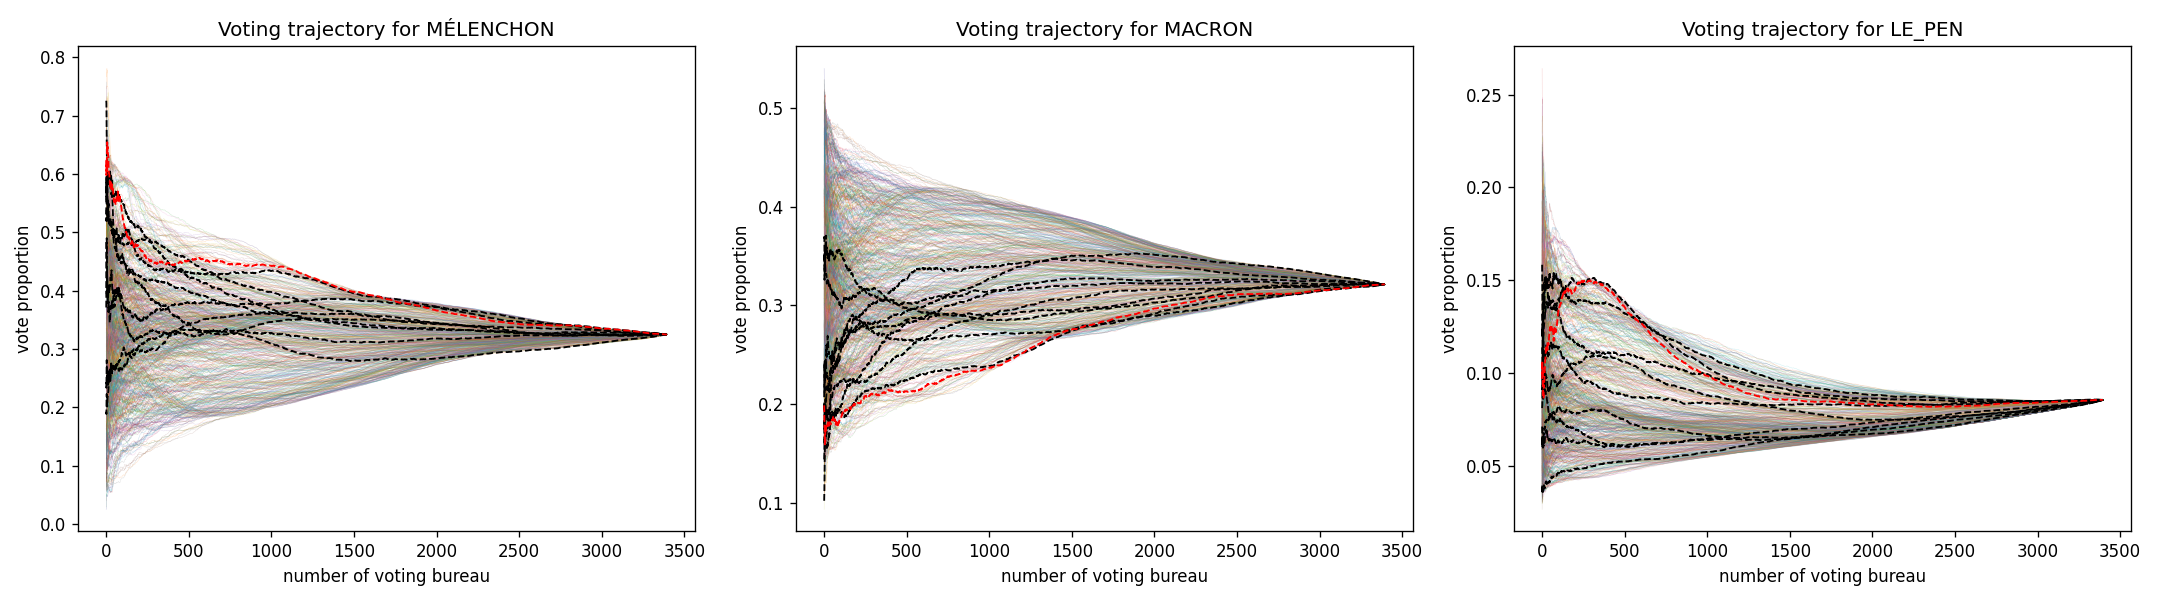 Voting trajectory for MÉLENCHON
vote proportion
0.8
0.7
0.6
0.5
0.4
0.3
0.2
0.1
0.0
0 500 1000 1500 2000 2500 3000 3500
number of voting bureau
Voting trajectory for MACRON
vote proportion
0.5
0.4
0.3
0.2
0.1
0 500 1000 1500 2000 2500 3000 3500
number of voting bureau
Voting trajectory for LE_PEN
vote proportion
0.25
0.20
0.15
0.10
0.05
0 500 1000 1500 2000 2500 3000 3500
number of voting bureau